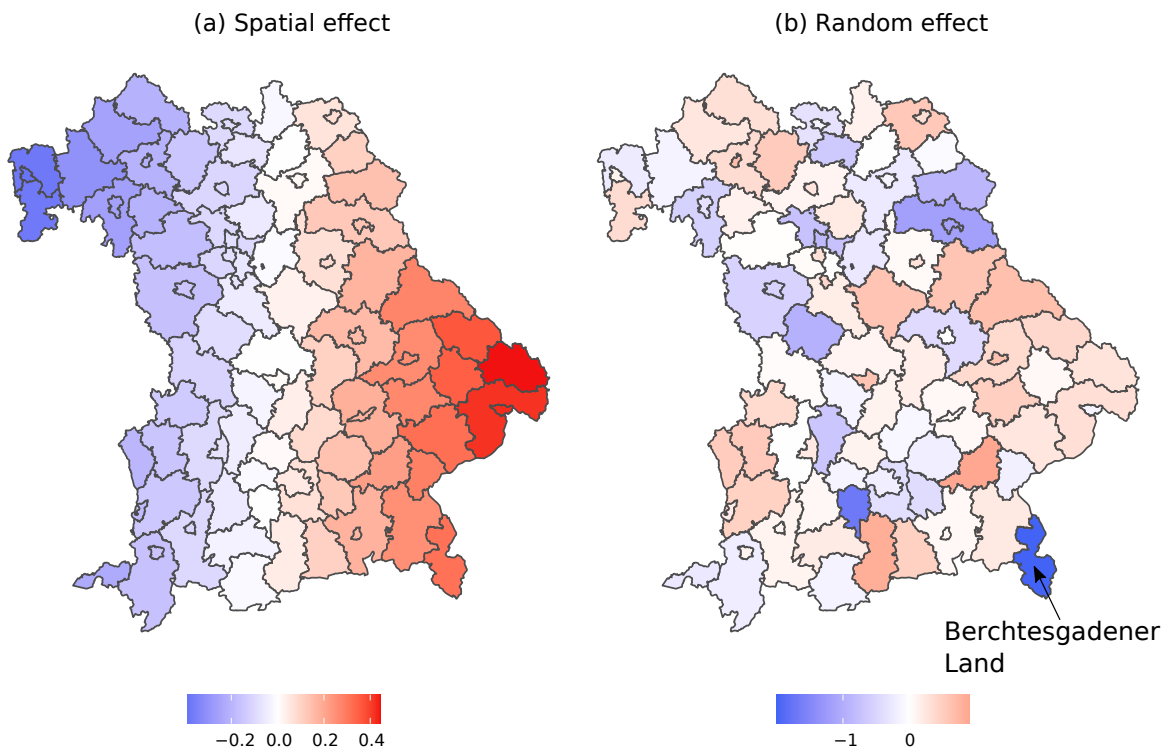 (a) Spatial effect
(b) Random effect
Berchtesgadener
Land
−0.2 0.0 0.2 0.4
−1 0